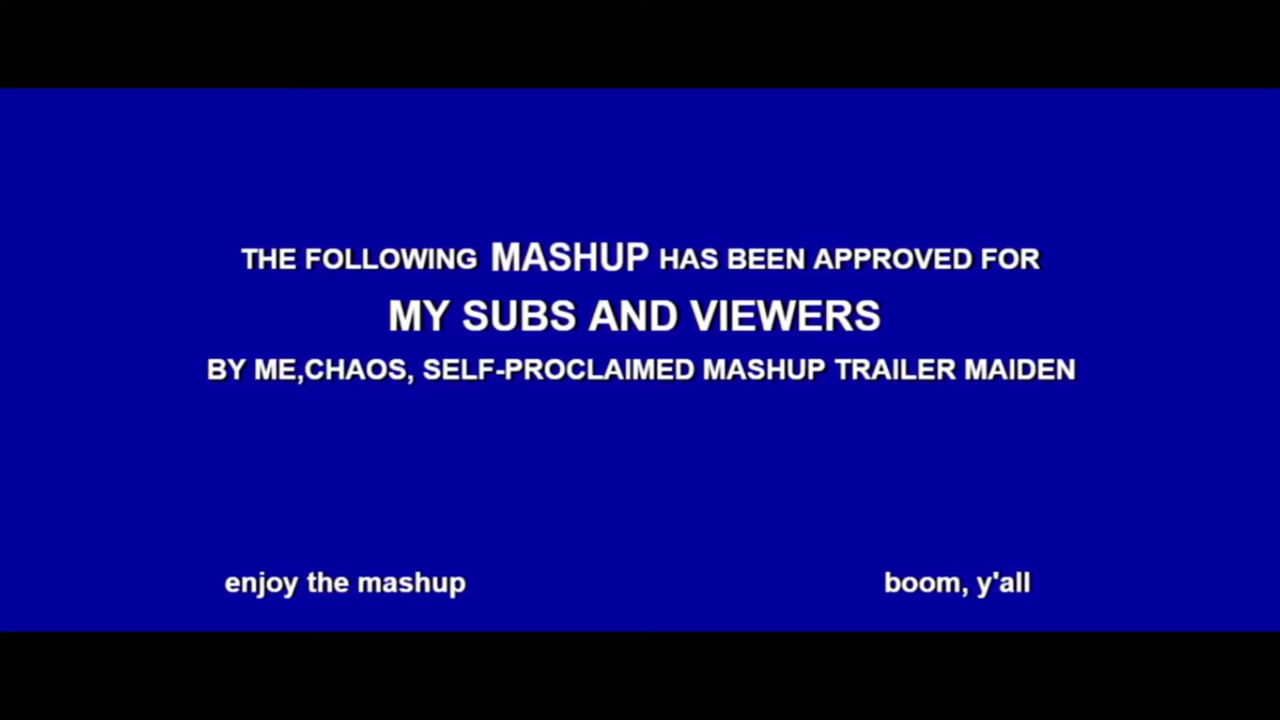 THE FOLLOWING MASHUP HAS BEEN APPROVED FOR
MY SUBS AND VIEWERS
BY ME,CHAOS, SELF-PROCLAIMED MASHUP TRAILER MAIDEN
enjoy the mashup
boom, y'all